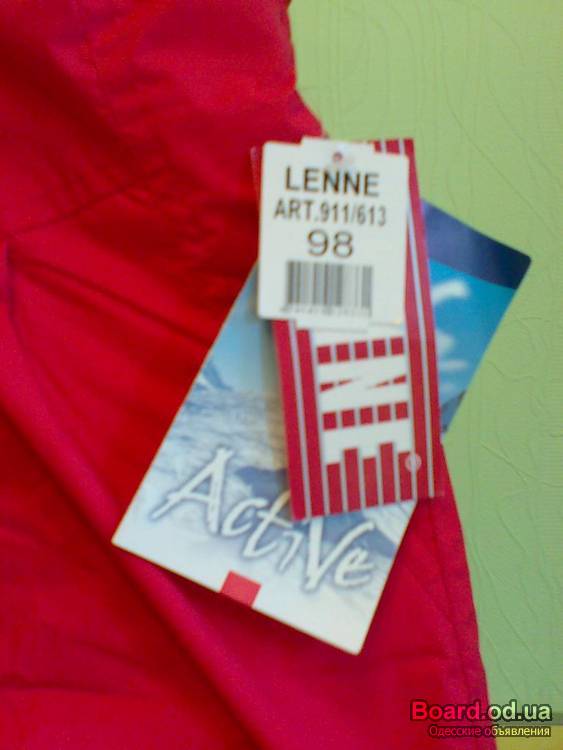 LENNE
ART.911/613
98
Active
Board.od.ua
Одесские объявления